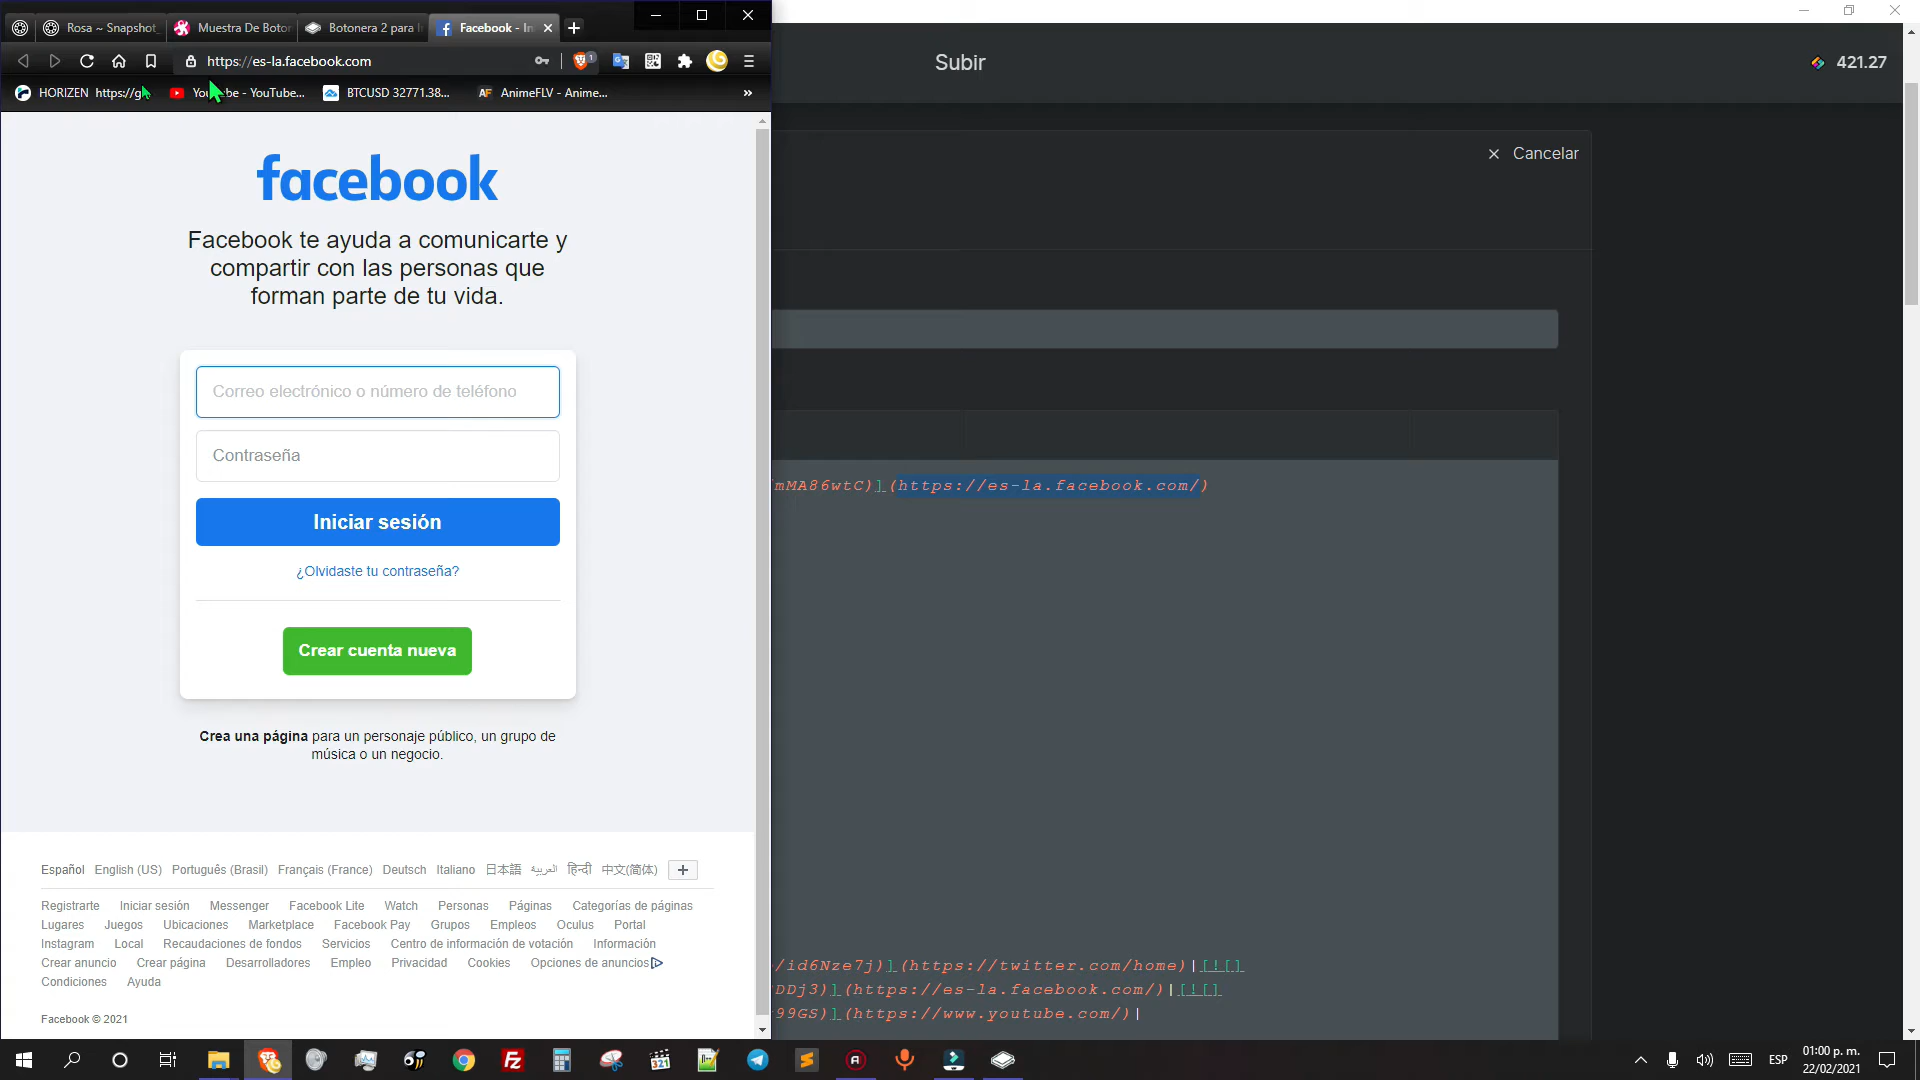 Rosa ~ Snapshot
Muestra De Boto
Botonera 2 para
Facebook - In
https://es-la.facebook.com
HORIZEN https://g
YouTube - YouTube...
BTCUSD 32771.38...
AF
AnimeFLV - Anime...
»
facebook
Facebook te ayuda a comunicarte y
compartir con las personas que
forman parte de tu vida.
Correo electrónico o número de teléfono
Contraseña
Iniciar sesión
¿Olvidaste tu contraseña?
Crear cuenta nueva
Crea una página para un personaje público, un grupo de
música o un negocio.
Español English (US) Português (Brasil) Français (France) Deutsch Italiano 日本語 العربية हिन्दी 中文(简体) +
Registrarte Iniciar sesión Messenger Facebook Lite Watch Personas Páginas Categorías de páginas
Lugares Juegos Ubicaciones Marketplace Facebook Pay Grupos Empleos Oculus Portal
Instagram Local Recaudaciones de fondos Servicios Centro de información de votación Información
Crear anuncio Crear página Desarrolladores Empleo Privacidad Cookies Opciones de anuncios
Condiciones Ayuda
Facebook © 2021
Subir
421.27
Cancelar
mMA86wtC)](https://es-la.facebook.com/)
/id6Nze7j)](https://twitter.com/home)|[![]
DDj3)](https://es-la.facebook.com/)|[![]
99GS)](https://www.youtube.com/)|
321
ESP
01:00 p. m.
22/02/2021